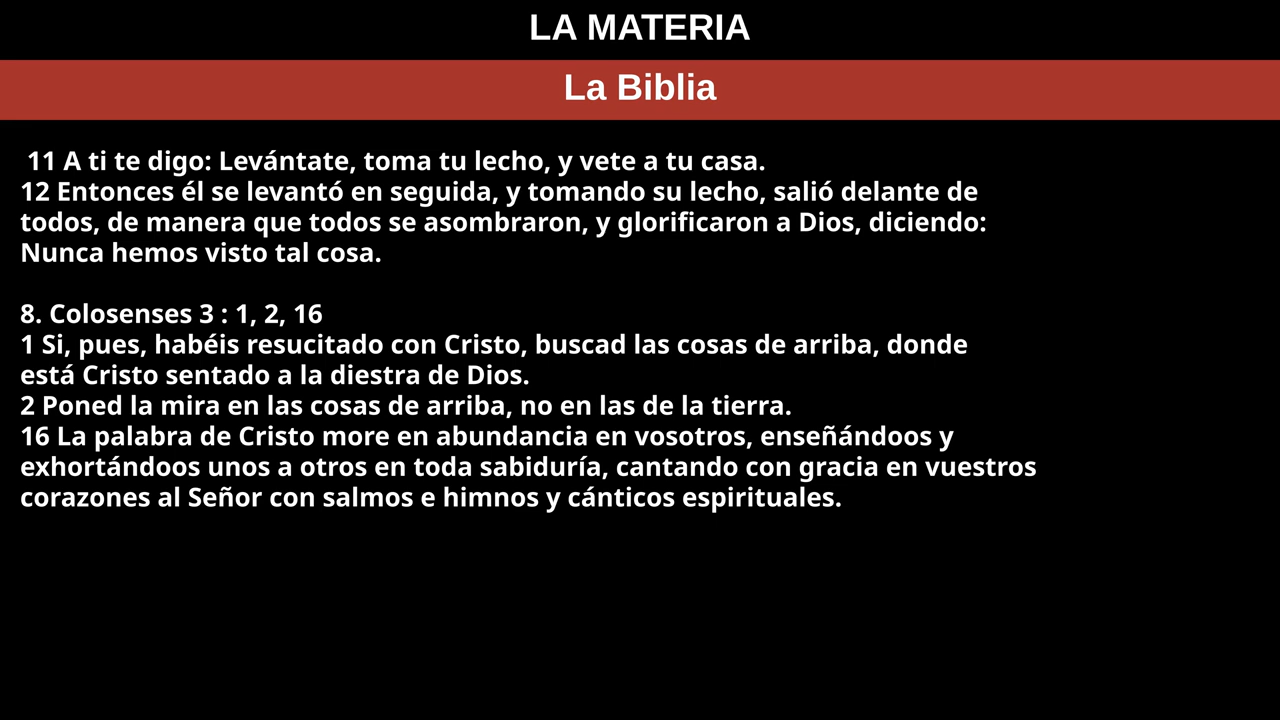 LA MATERIA
La Biblia
11 A ti te digo: Levántate, toma tu lecho, y vete a tu casa.
12 Entonces él se levantó en seguida, y tomando su lecho, salió delante de
todos, de manera que todos se asombraron, y glorificaron a Dios, diciendo:
Nunca hemos visto tal cosa.
8. Colosenses 3 : 1, 2, 16
1 Si, pues, habéis resucitado con Cristo, buscad las cosas de arriba, donde
está Cristo sentado a la diestra de Dios.
2 Poned la mira en las cosas de arriba, no en las de la tierra.
16 La palabra de Cristo more en abundancia en vosotros, enseñándoos y
exhortándoos unos a otros en toda sabiduría, cantando con gracia en vuestros
corazones al Señor con salmos e himnos y cánticos espirituales.